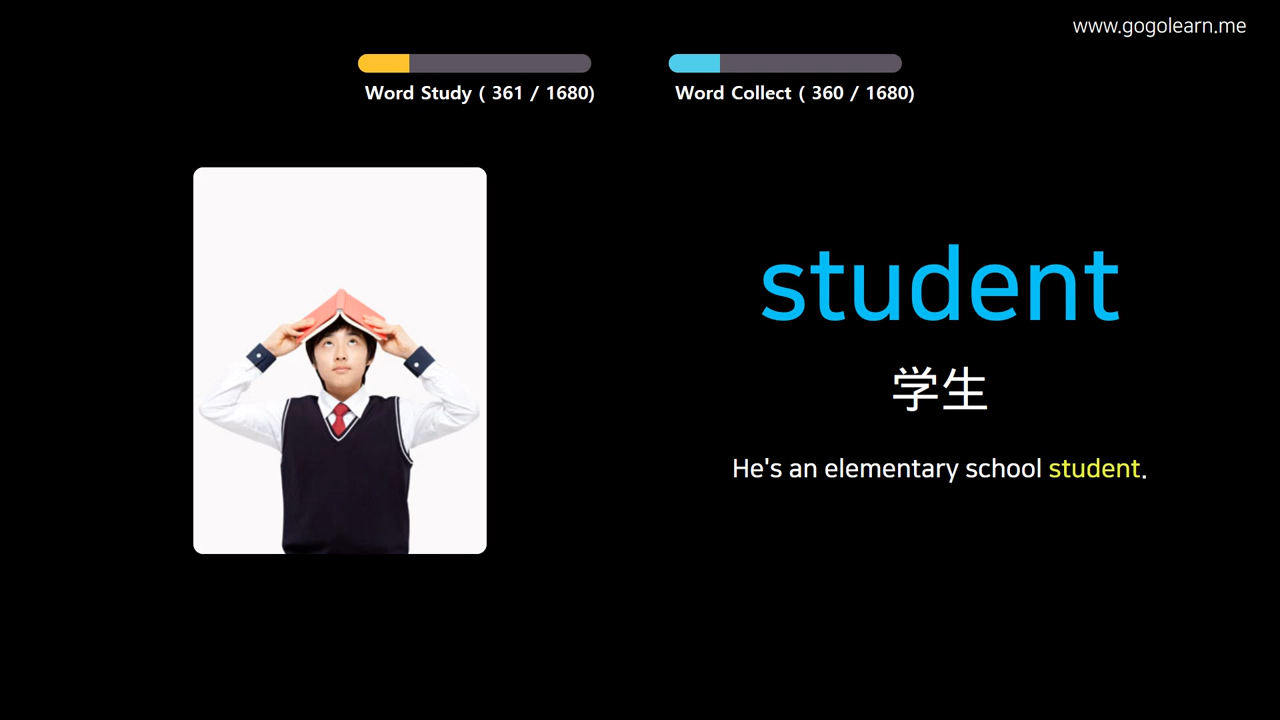 www.gogolearn.me
Word Study ( 361 / 1680)
Word Collect ( 360 / 1680)
student
学生
He's an elementary school student.